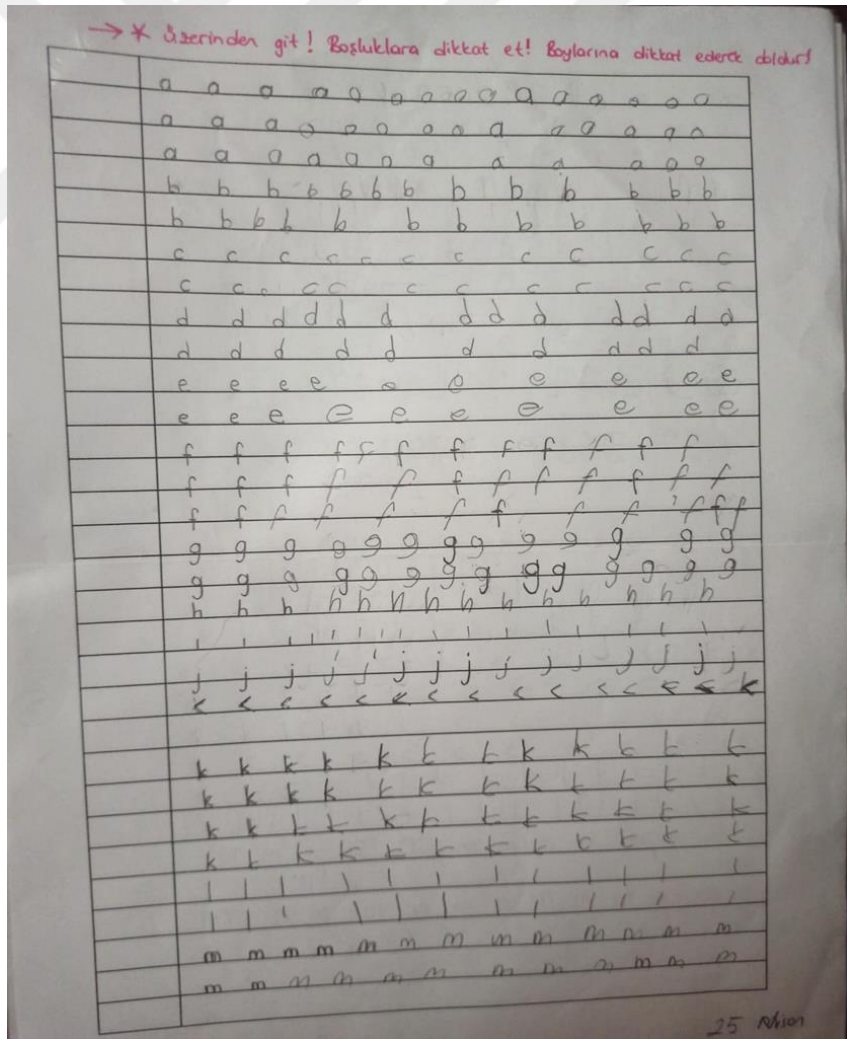 → * Üzerinden git! Boşluklara dikkat et! Boylarına dikkat ederek doldur!
a a a a a a a a a a a a a a a
a a a a a a a a a a a a a a
a a a a a a a a a a a a
b b b b b b b b b b b b b
b b b b b b b b b b b b
c c c c c c c c c c c c
c c c c c c c c c c c c
d d d d d d d d d d d d d
d d d d d d d d d d
e e e e e e e e e e
e e e e e e e e e e
f f f f f f f f f f f f
f f f f f f f f f f f f
f f f f f f f f f f f f
g g g g g g g g g g g g g
g g g g g g g g g g g g g g
h h h h h h h h h h h h h h
ı ı ı ı ı ı ı ı ı ı ı ı ı ı ı ı
j j j j j j j j j j j j j j j
k
k k k k k k k k k k k k
k k k k k k k k k k k k
k k k k k k k k k k k k
k k k k k k k k k k k k
l l l l l l l l l l l l
l l l l l l l l l l l l
m m m m m m m m m m m m m
m m m m m m m m m m m m
25 Nisan